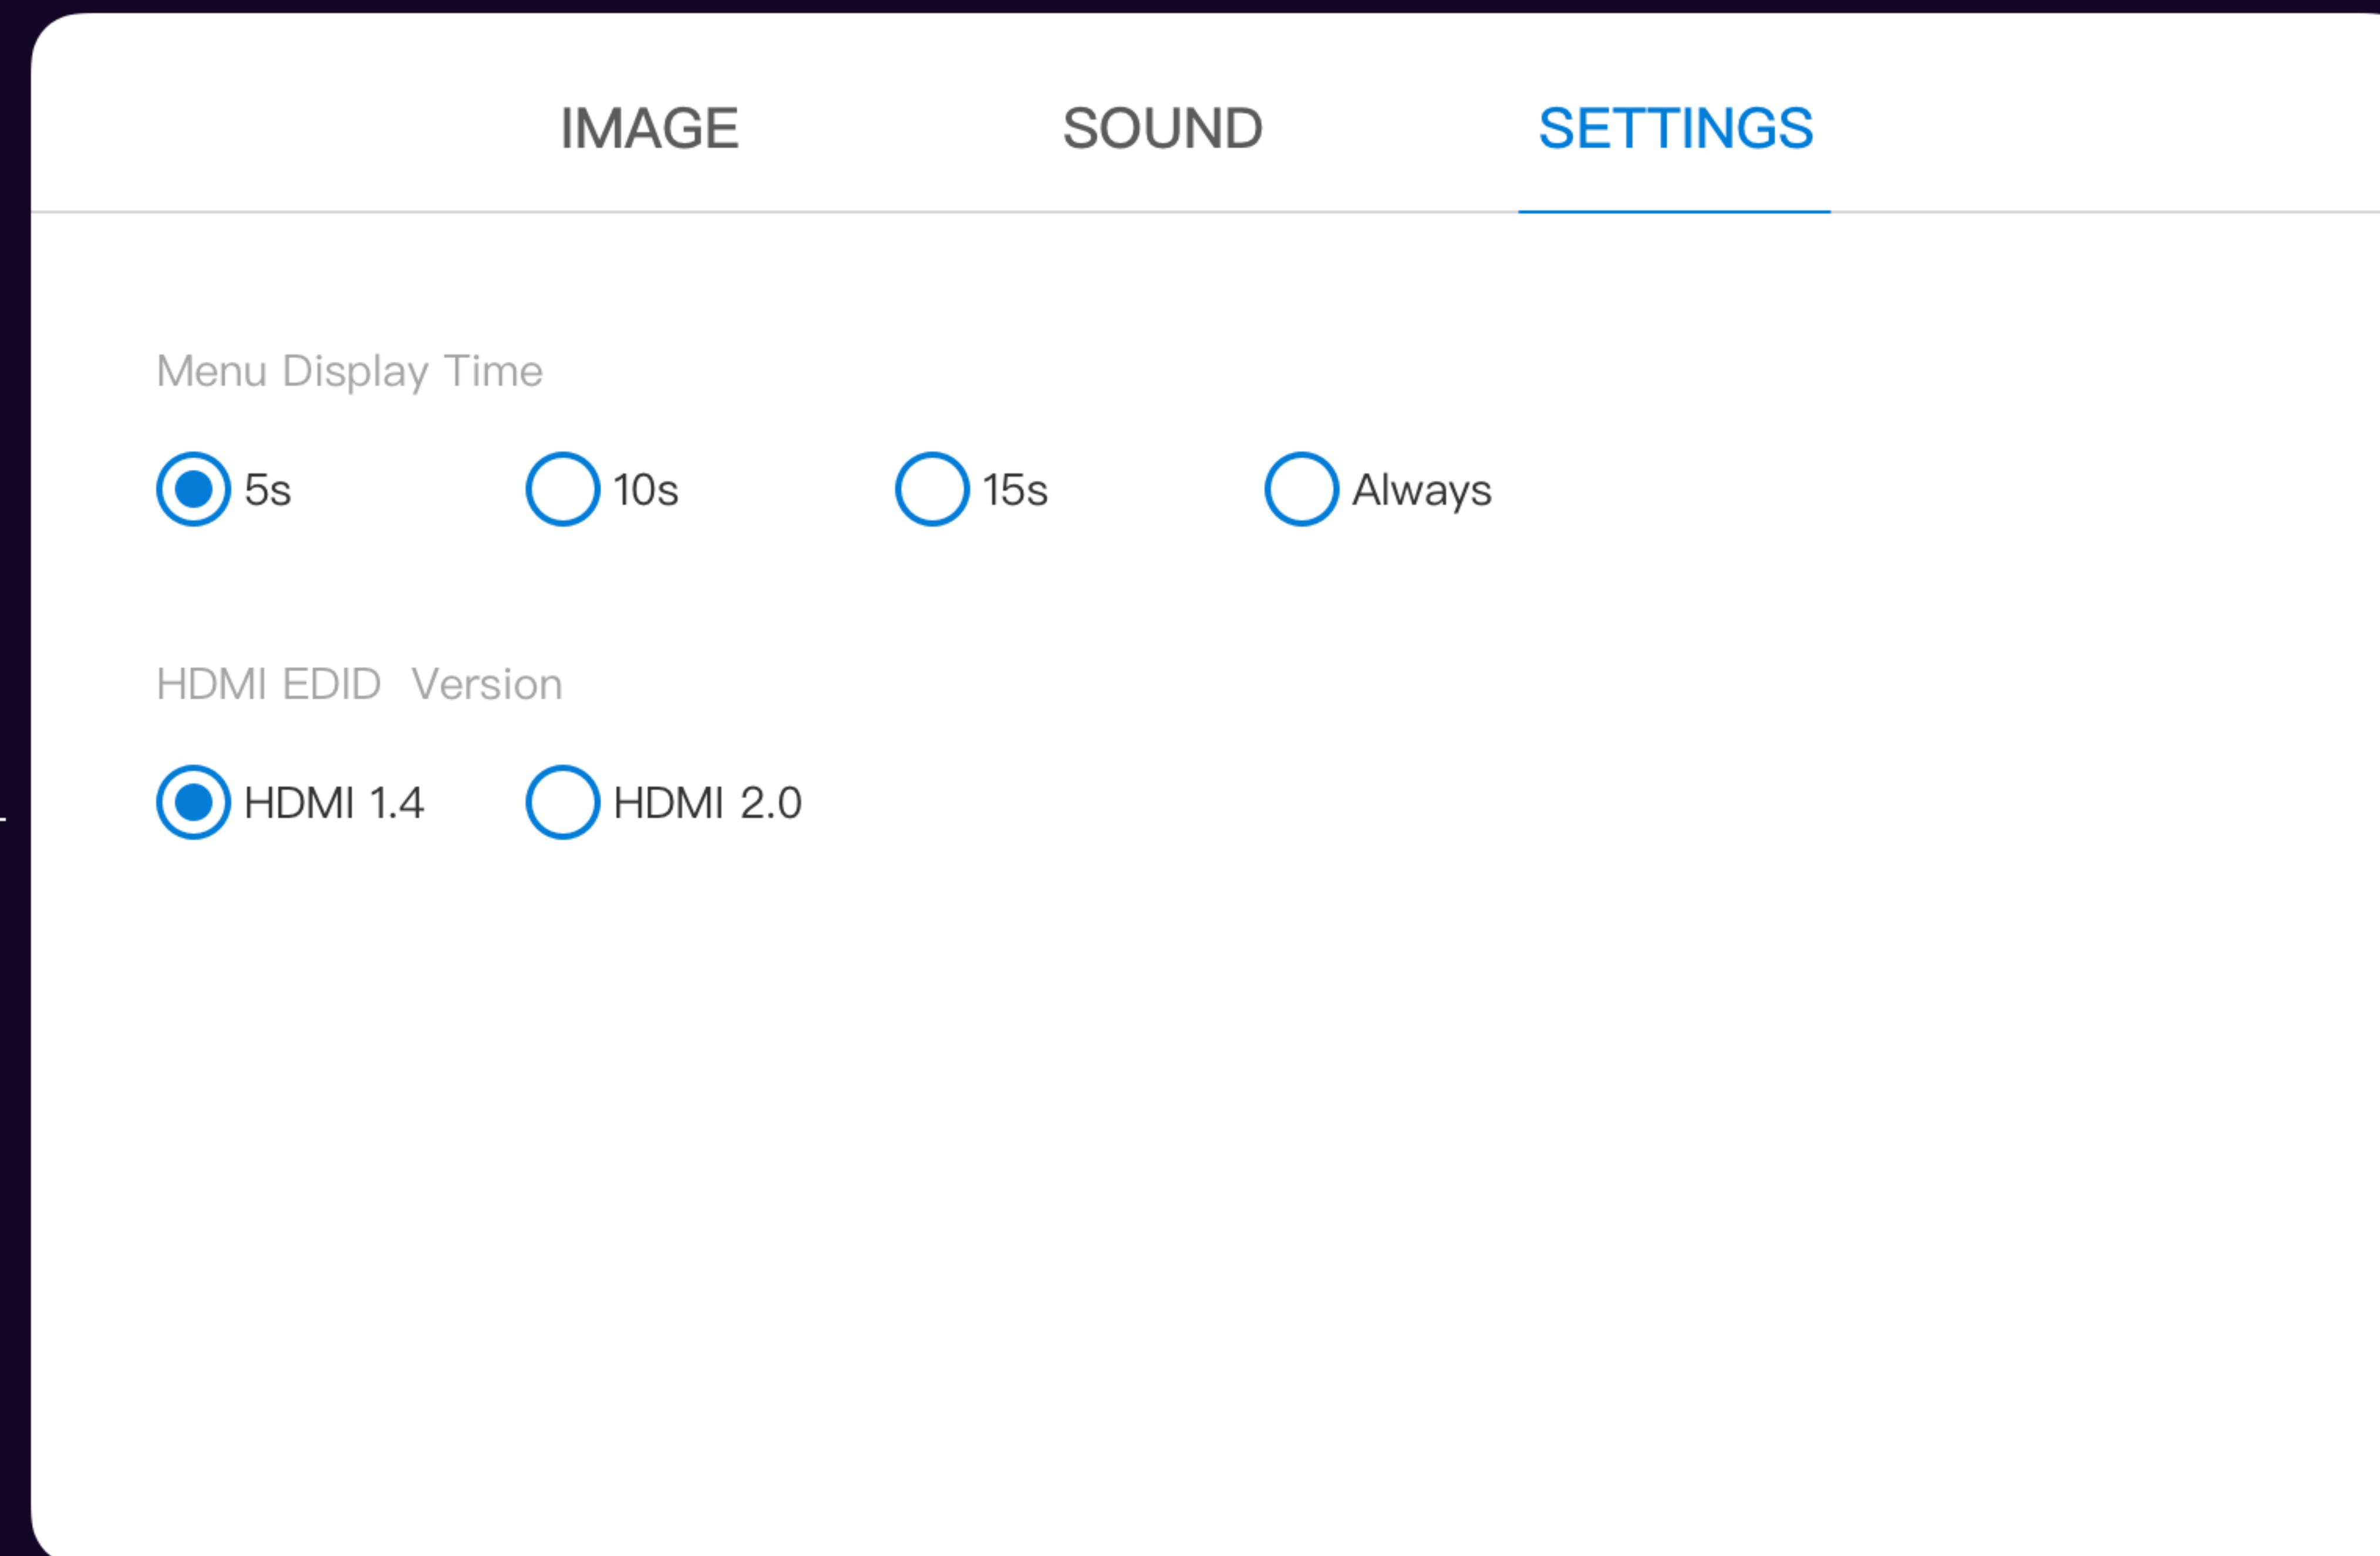 IMAGE SOUND SETTINGS
Menu Display Time
5s 10s 15s Always
HDMI EDID  Version
HDMI 1.4 HDMI 2.0